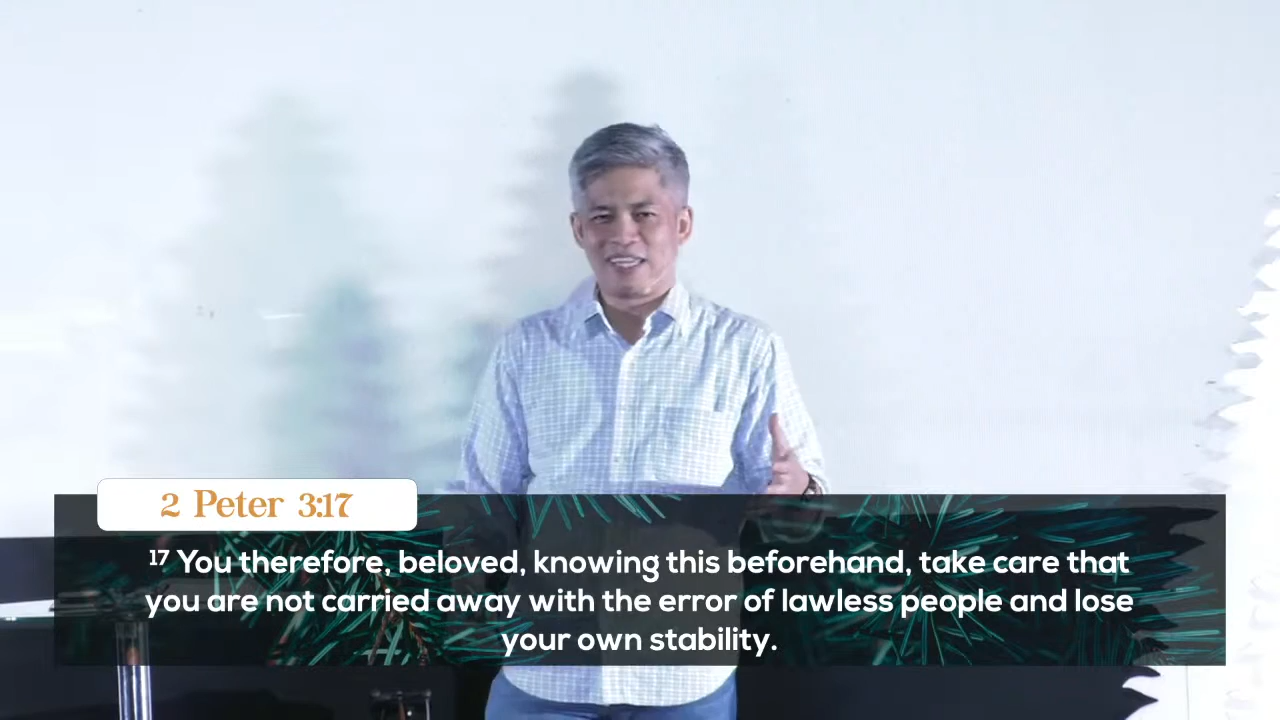 2 Peter 3:17
¹⁷ You therefore, beloved, knowing this beforehand, take care that
you are not carried away with the error of lawless people and lose
your own stability.